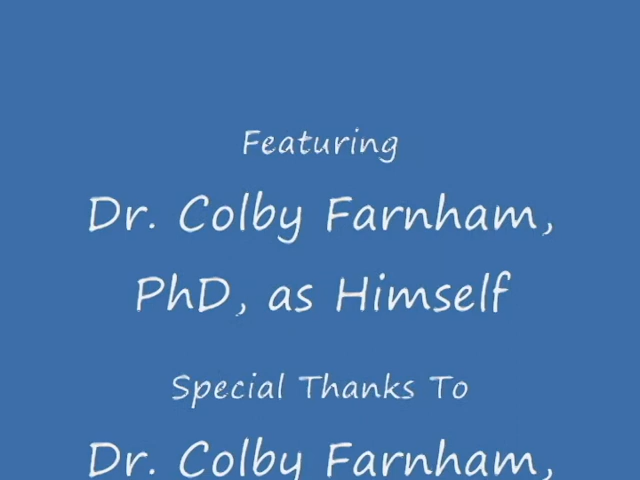 Featuring
Dr. Colby Farnham,
PhD, as Himself
Special Thanks To
Dr. Colby Farnham,